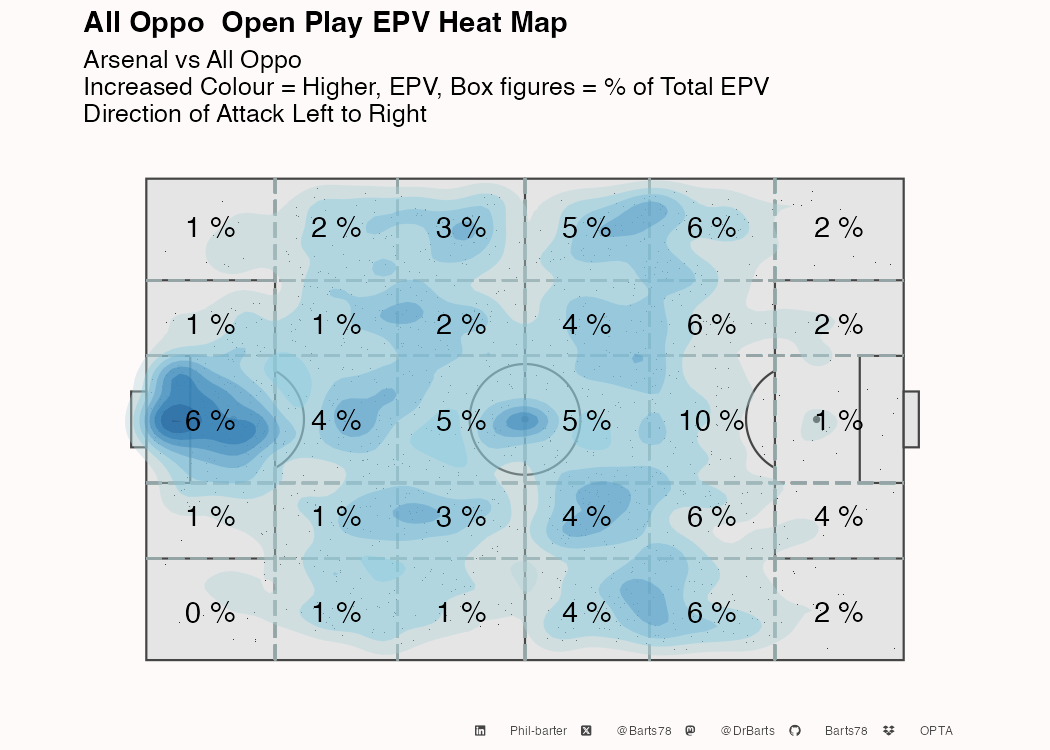 All Oppo  Open Play EPV Heat Map
Arsenal vs All Oppo
Increased Colour = Higher, EPV, Box figures = % of Total EPV
Direction of Attack Left to Right
1 % 2 % 3 % 5 % 6 % 2 %
1 % 1 % 2 % 4 % 6 % 2 %
6 % 4 % 5 % 5 % 10 % 1 %
1 % 1 % 3 % 4 % 6 % 4 %
0 % 1 % 1 % 4 % 6 % 2 %
Phil-barter @Barts78 @DrBarts Barts78 OPTA